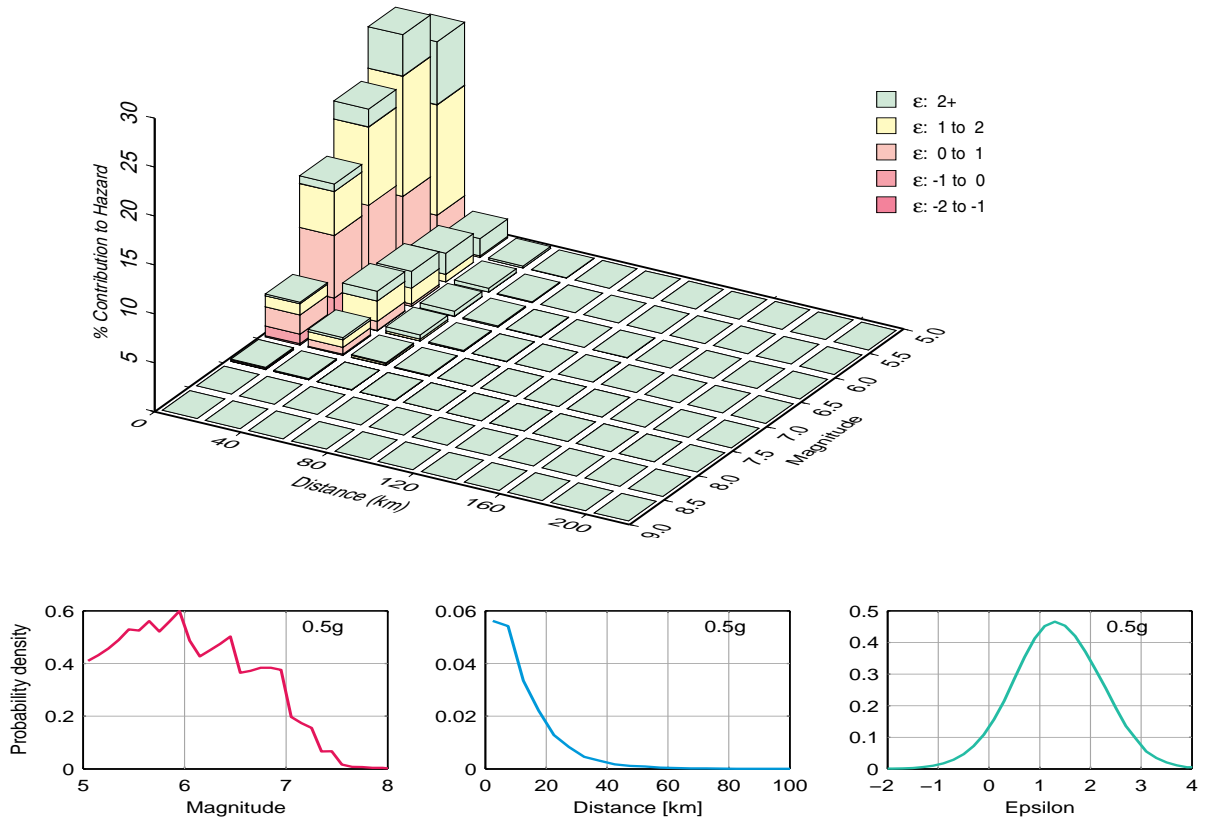 % Contribution to Hazard
30
25
20
15
10
5
0
40
80
120
160
200
Distance (km)
5.0
5.5
6.0
6.5
7.0
7.5
8.0
8.5
9.0
Magnitude
ε: 2+
ε: 1 to 2
ε: 0 to 1
ε: -1 to 0
ε: -2 to -1
Probability density
0.6
0.4
0.2
0
0.5g
5 6 7 8
Magnitude
0.06
0.04
0.02
0
0.5g
0 20 40 60 80 100
Distance [km]
0.5
0.4
0.3
0.2
0.1
0
0.5g
−2 −1 0 1 2 3 4
Epsilon